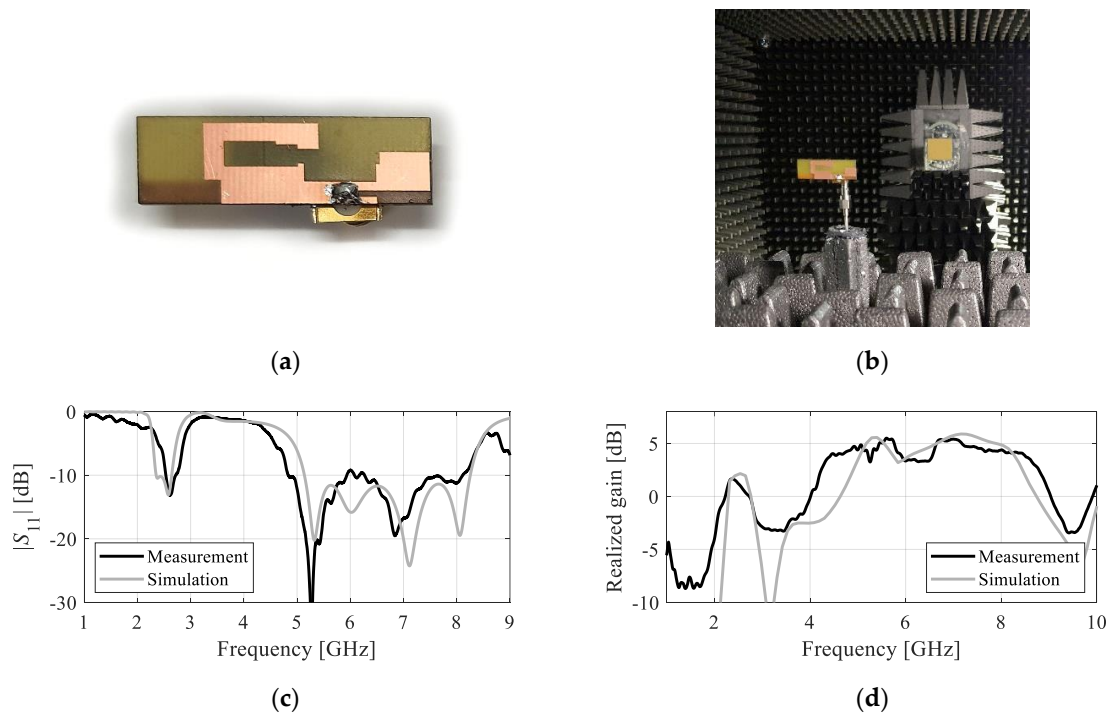 (a)
(b)
0
-10
-20
-30
|S11| [dB]
Measurement
Simulation
1 2 3 4 5 6 7 8 9
Frequency [GHz]
(c)
5
0
-5
-10
Realized gain [dB]
Measurement
Simulation
2 4 6 8 10
Frequency [GHz]
(d)